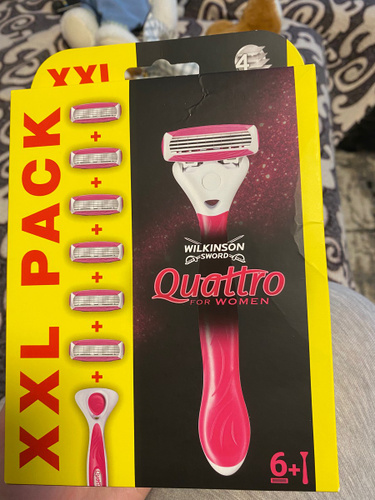 XXL
4
XXL PACK
+
+
+
+
+
+
WILKINSON
SWORD
Quattro
FOR WOMEN
6+